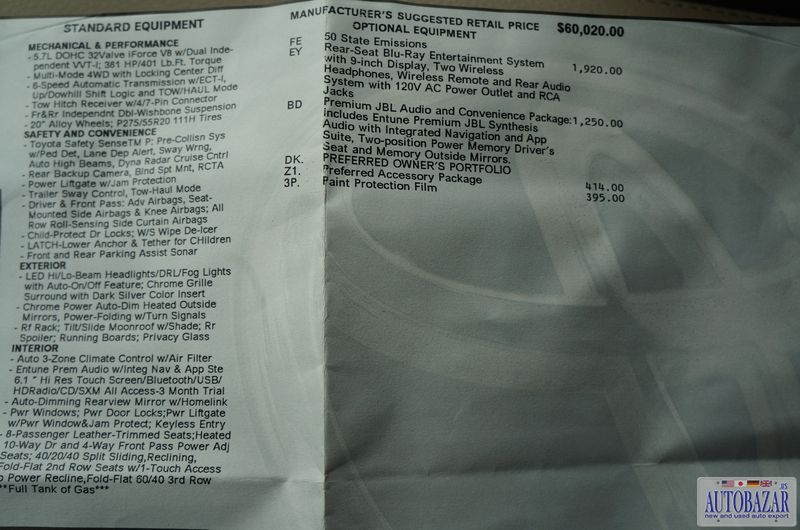 STANDARD EQUIPMENT
MECHANICAL & PERFORMANCE
- 5.7L DOHC 32Valve iForce V8 w/Dual Inde-
pendent VVT-i; 381 HP/401 Lb.Ft. Torque
- Multi-Mode 4WD with Locking Center Diff
- 6-Speed Automatic Transmission w/ECT-i,
Up/Dowhill Shift Logic and TOW/HAUL Mode
- Tow Hitch Receiver w/4/7-Pin Connector
- Fr&Rr Independnt Dbl-Wishbone Suspension
- 20" Alloy Wheels; P275/55R20 111H Tires
SAFETY AND CONVENIENCE
- Toyota Safety SenseTM P: Pre-Collisn Sys
w/Ped Det, Lane Dep Alert, Sway Wrng,
Auto High Beams, Dyna Radar Cruise Cntrl
- Rear Backup Camera, Blnd Spt Mnt, RCTA
- Power Liftgate w/Jam Protection
- Trailer Sway Control, Tow-Haul Mode
- Driver & Front Pass: Adv Airbags, Seat-
Mounted Side Airbags & Knee Airbags; All
Row Roll-Sensing Side Curtain Airbags
- Child-Protect Dr Locks; W/S Wipe De-Icer
- LATCH-Lower Anchor & Tether for CHildren
- Front and Rear Parking Assist Sonar
EXTERIOR
- LED Hi/Lo-Beam Headlights/DRL/Fog Lights
with Auto-On/Off Feature; Chrome Grille
Surround with Dark Silver Color Insert
- Chrome Power Auto-Dim Heated Outside
Mirrors, Power-Folding w/Turn Signals
- Rf Rack; Tilt/Slide Moonroof w/Shade; Rr
Spoiler; Running Boards; Privacy Glass
INTERIOR
- Auto 3-Zone Climate Control w/Air Filter
- Entune Prem Audio w/Integ Nav & App Ste
6.1 " Hi Res Touch Screen/Bluetooth/USB/
HDRadio/CD/SXM All Access-3 Month Trial
- Auto-Dimming Rearview Mirror w/Homelink
- Pwr Windows; Pwr Door Locks;Pwr Liftgate
w/Pwr Window&Jam Protect; Keyless Entry
- 8-Passenger Leather-Trimmed Seats;Heated
10-Way Dr and 4-Way Front Pass Power Adj
Seats; 40/20/40 Split Sliding,Reclining,
Fold-Flat 2nd Row Seats w/1-Touch Access
Power Recline,Fold-Flat 60/40 3rd Row
**Full Tank of Gas***
MANUFACTURER'S SUGGESTED RETAIL PRICE $60,020.00
OPTIONAL EQUIPMENT
FE 50 State Emissions
EY Rear-Seat Blu-Ray Entertainment System 1,920.00
with 9-inch Display, Two Wireless
Headphones, Wireless Remote and Rear Audio
System with 120V AC Power Outlet and RCA
Jacks
BD Premium JBL Audio and Convenience Package: 1,250.00
includes Entune Premium JBL Synthesis
Audio with Integrated Navigation and App
Suite, Two-position Power Memory Driver's
Seat and Memory Outside Mirrors.
DK. PREFERRED OWNER'S PORTFOLIO
Z1. Preferred Accessory Package 414.00
3P. Paint Protection Film 395.00
AUTOBAZAR.US
new and used auto export